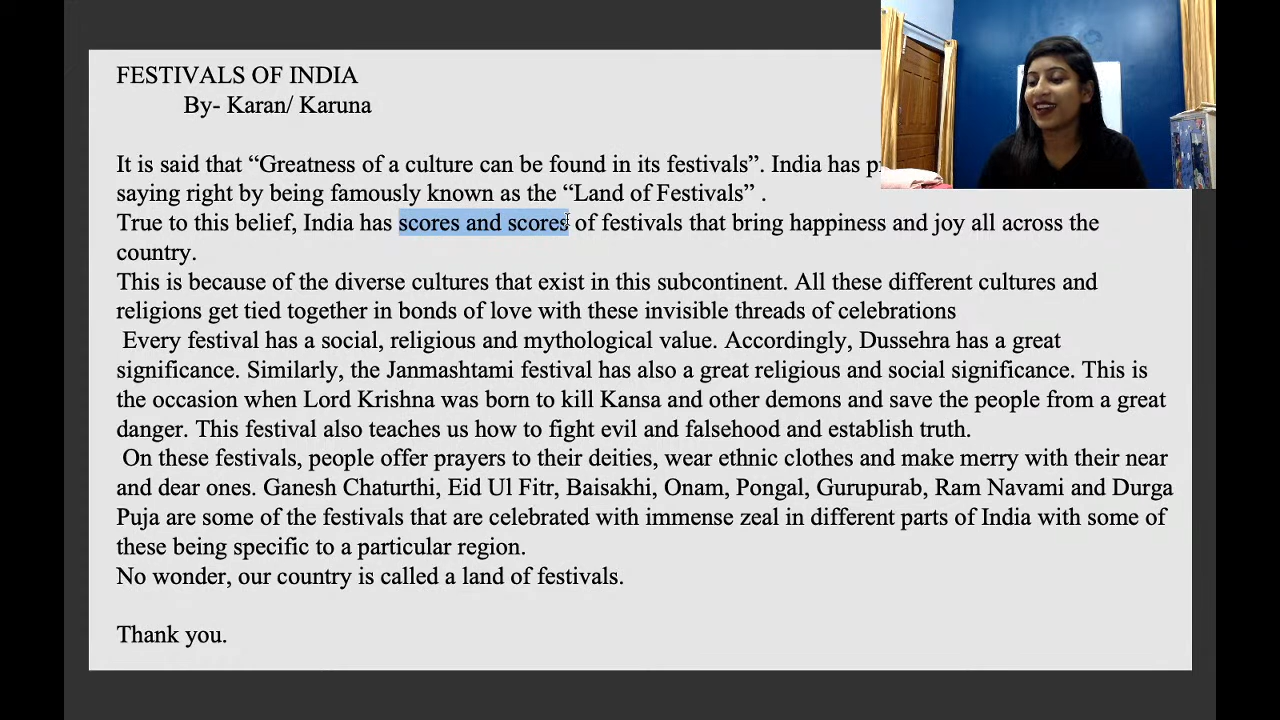 FESTIVALS OF INDIA
By- Karan/ Karuna
It is said that “Greatness of a culture can be found in its festivals”. India has
saying right by being famously known as the “Land of Festivals” .
True to this belief, India has scores and scores of festivals that bring happiness and joy all across the
country.
This is because of the diverse cultures that exist in this subcontinent. All these different cultures and
religions get tied together in bonds of love with these invisible threads of celebrations
Every festival has a social, religious and mythological value. Accordingly, Dussehra has a great
significance. Similarly, the Janmashtami festival has also a great religious and social significance. This is
the occasion when Lord Krishna was born to kill Kansa and other demons and save the people from a great
danger. This festival also teaches us how to fight evil and falsehood and establish truth.
On these festivals, people offer prayers to their deities, wear ethnic clothes and make merry with their near
and dear ones. Ganesh Chaturthi, Eid Ul Fitr, Baisakhi, Onam, Pongal, Gurupurab, Ram Navami and Durga
Puja are some of the festivals that are celebrated with immense zeal in different parts of India with some of
these being specific to a particular region.
No wonder, our country is called a land of festivals.
Thank you.